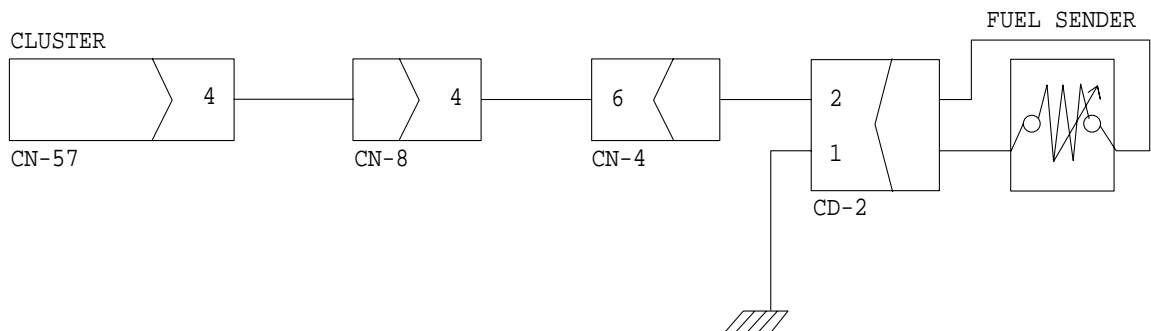 FUEL SENDER
CLUSTER
4
4
6
2
1
CN-57
CN-8
CN-4
CD-2